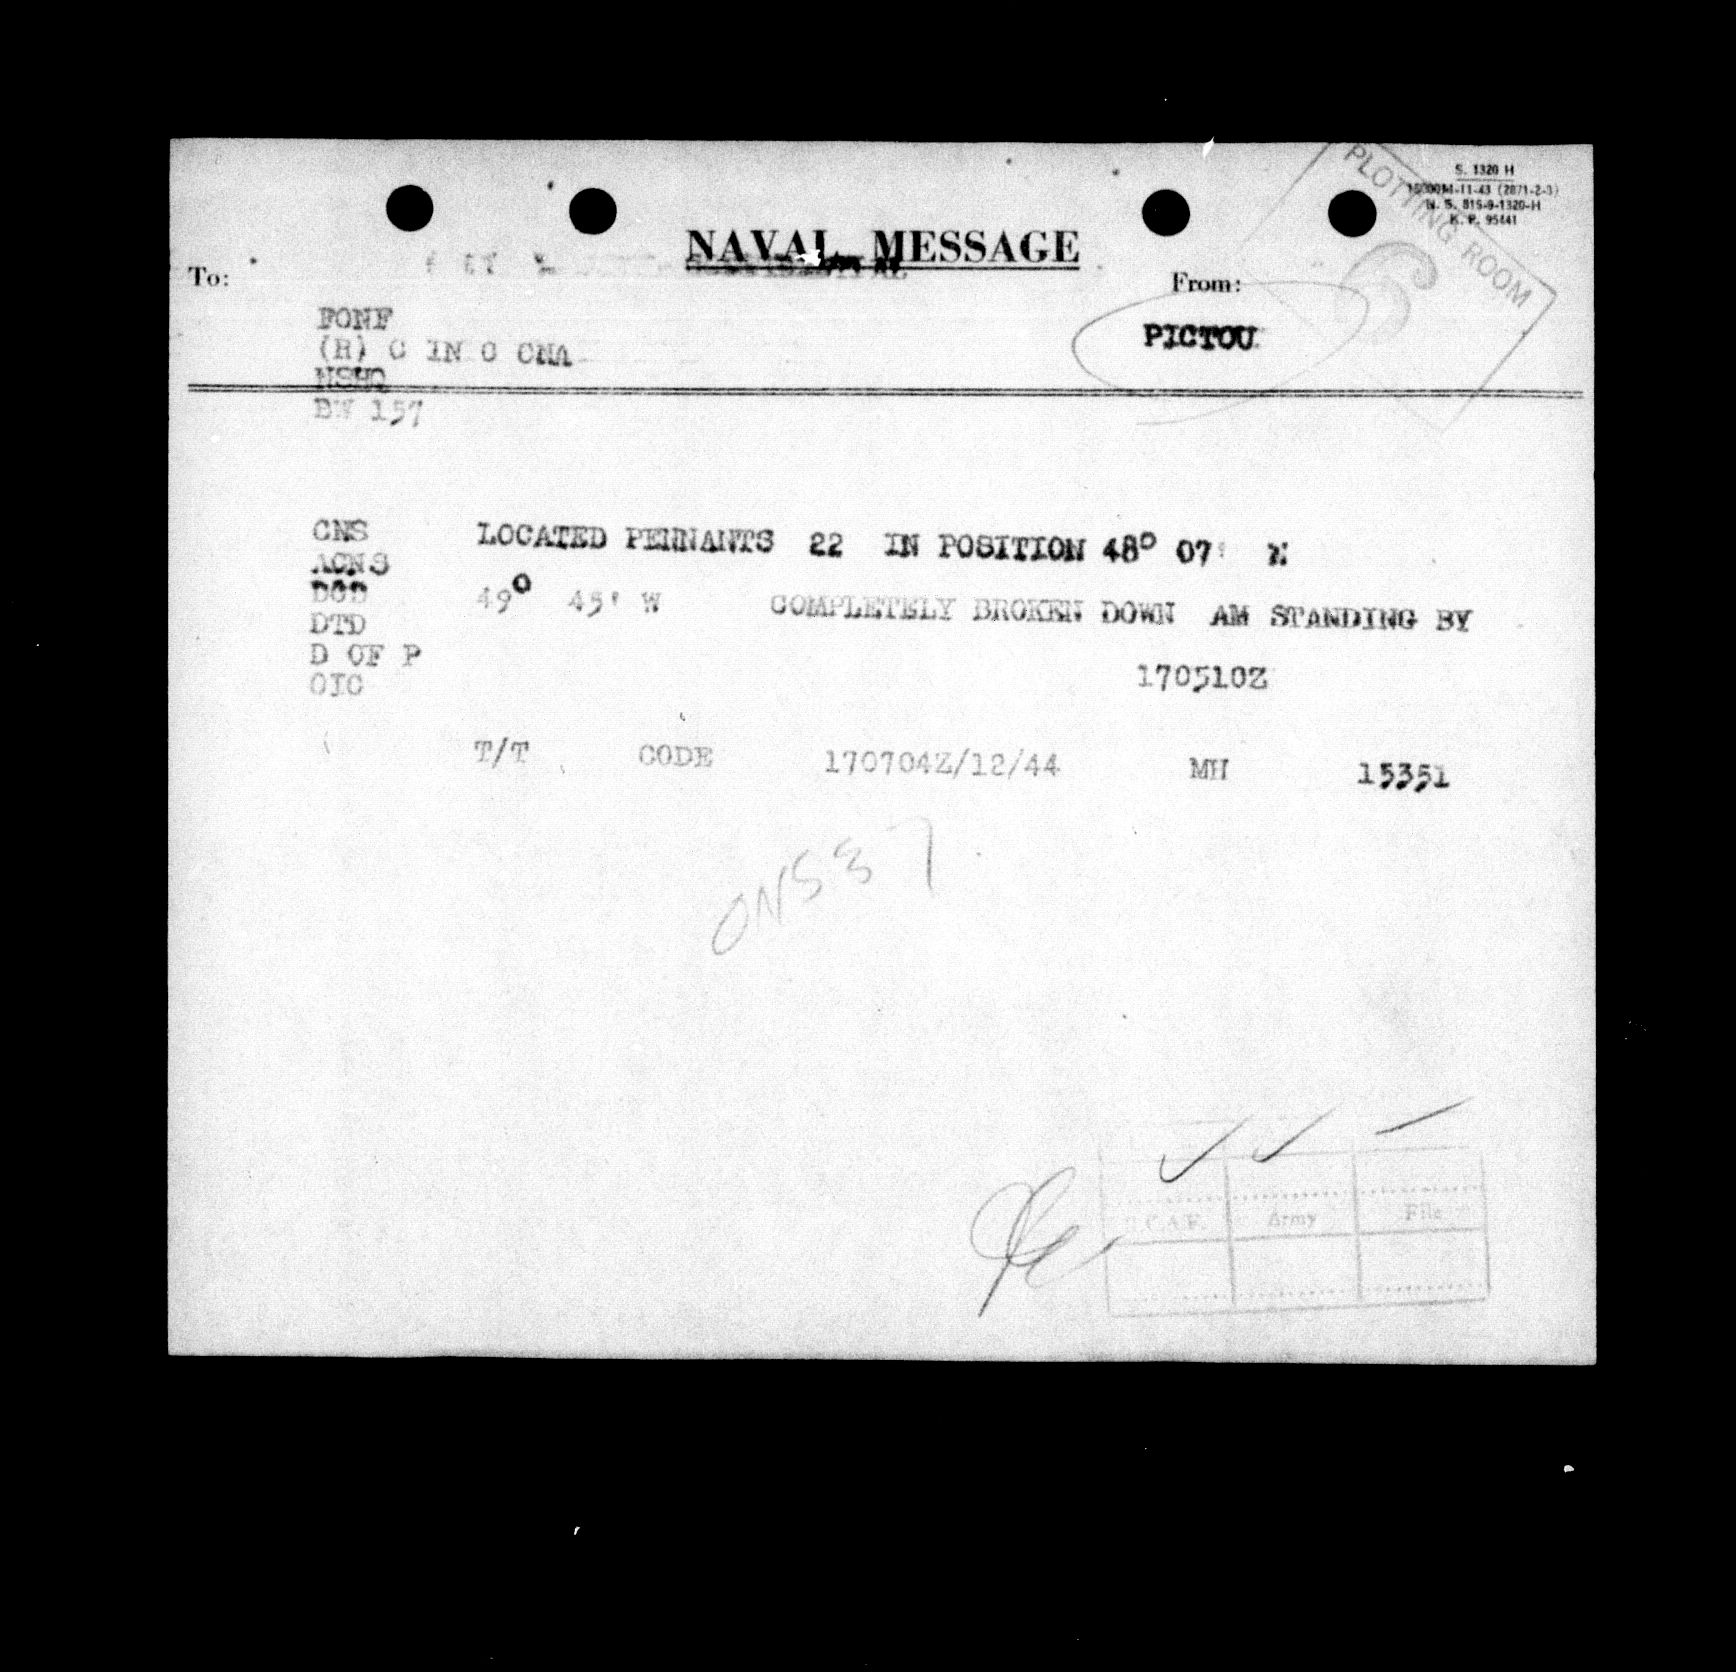 PLOTTING ROOM
S. 1320 H
N. S. 815-9-1320-H
K. P. 95441
NAVAL MESSAGE
To:
From:
FONF
PICTOU
(R) C IN C CNA
NSHQ
EW 157
CNS LOCATED PENNANTS 22 IN POSITION 48° 07' N
ACNS
DOD 49° 45' W COMPLETELY BROKEN DOWN AM STANDING BY
DTD
D OF P
OIC 170510Z
T/T CODE 170704Z/12/44 MH 15351
ONS 37
R.C.A.F. Army File